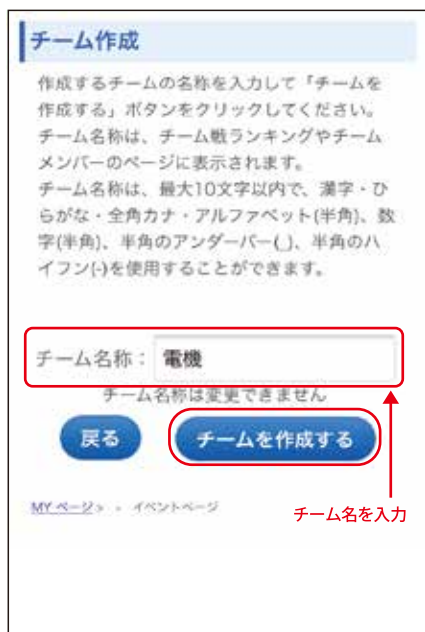 チーム作成
作成するチームの名称を入力して「チームを
作成する」ボタンをクリックしてください。
チーム名称は、チーム戦ランキングやチーム
メンバーのページに表示されます。
チーム名称は、最大10文字以内で、漢字・ひ
らがな・全角カナ・アルファベット(半角)、数
字(半角)、半角のアンダーバー(_)、半角のハ
イフン(-)を使用することができます。
チーム名称： 電機
チーム名称は変更できません
戻る チームを作成する
MY ページ> > イベントページ
チーム名を入力